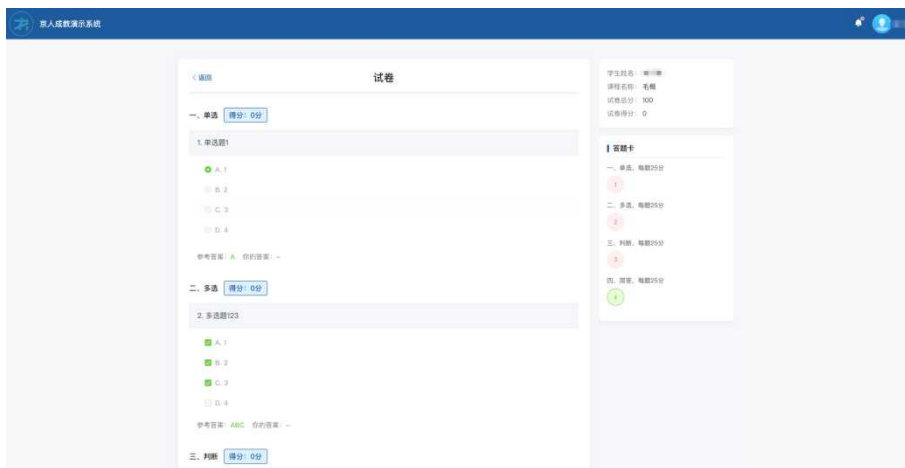 京人成教演示系统
< 返回
试卷
一、单选 得分：0分
1. 单选题1
A. 1
B. 2
C. 3
D. 4
参考答案：A 你的答案：-
二、多选 得分：0分
2. 多选题123
A. 1
B. 2
C. 3
D. 4
参考答案：ABC 你的答案：-
三、判断 得分：0分
学生姓名：
课程名称：毛概
试卷总分：100
试卷得分：0
答题卡
一、单选，每题25分
1
二、多选，每题25分
2
三、判断，每题25分
3
四、简答，每题25分